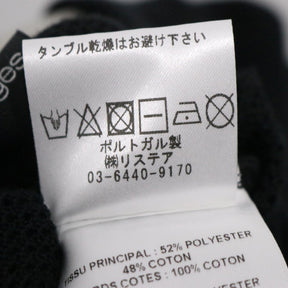 タンブル乾燥はお避け下さい
ポルトガル製
㈱リステア
03-6440-9170
TISSU PRINCIPAL : 52% POLYESTER
48% COTON
BORDS COTES : 100% COTON